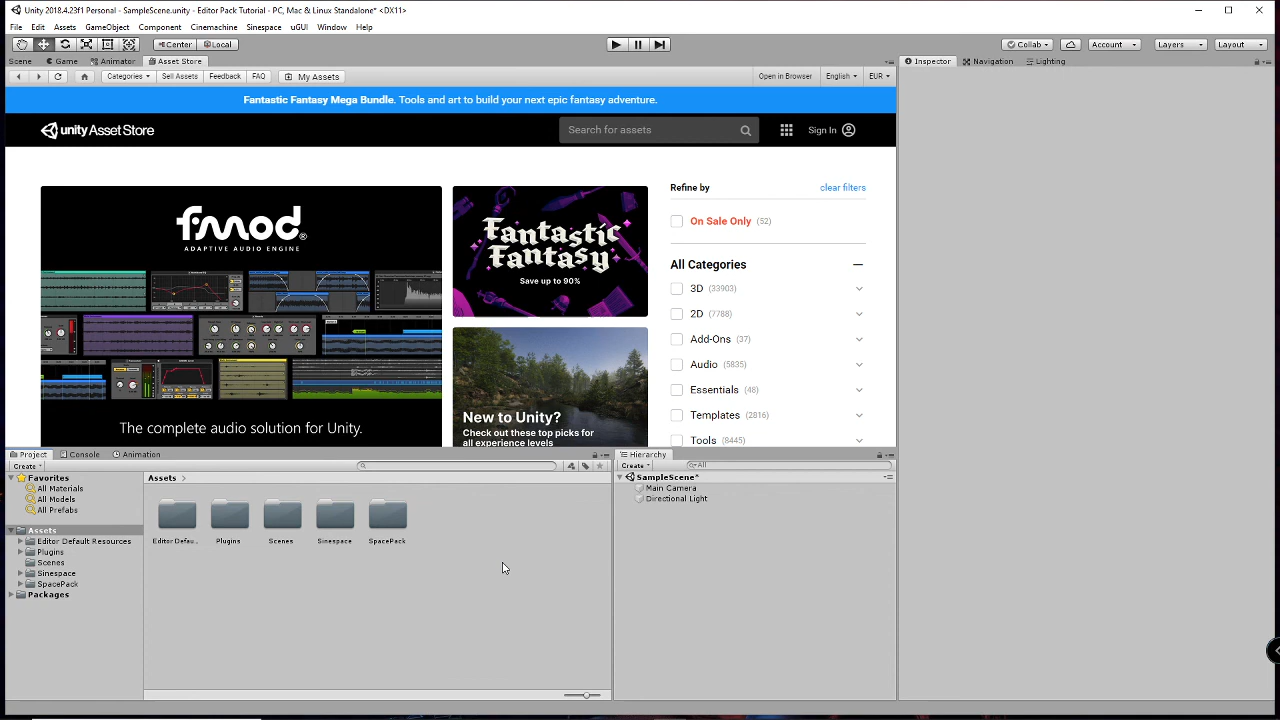 Unity 2018.4.23f1 Personal - SampleScene.unity - Editor Pack Tutorial - PC, Mac & Linux Standalone* <DX11>
File Edit Assets GameObject Component Cinemachine Sinespace uGUI Window Help
Center Local Collab Account Layers Layout
Scene Game Animator Asset Store
Inspector Navigation Lighting
Categories Sell Assets Feedback FAQ My Assets Open in Browser English EUR
Fantastic Fantasy Mega Bundle. Tools and art to build your next epic fantasy adventure.
unity Asset Store Search for assets Sign In
fmod®
ADAPTIVE AUDIO ENGINE
The complete audio solution for Unity.
Fantastic
Fantasy
Save up to 90%
New to Unity?
Check out these top picks for
all experience levels
Refine by clear filters
On Sale Only (52)
All Categories
3D (33903)
2D (7788)
Add-Ons (37)
Audio (5835)
Essentials (48)
Templates (2816)
Tools (8445)
Project Console Animation
Create
Favorites
All Materials
All Models
All Prefabs
Assets
Editor Default Resources
Plugins
Scenes
Sinespace
SpacePack
Packages
Assets
Editor Defau... Plugins Scenes Sinespace SpacePack
Hierarchy
Create All
SampleScene*
Main Camera
Directional Light